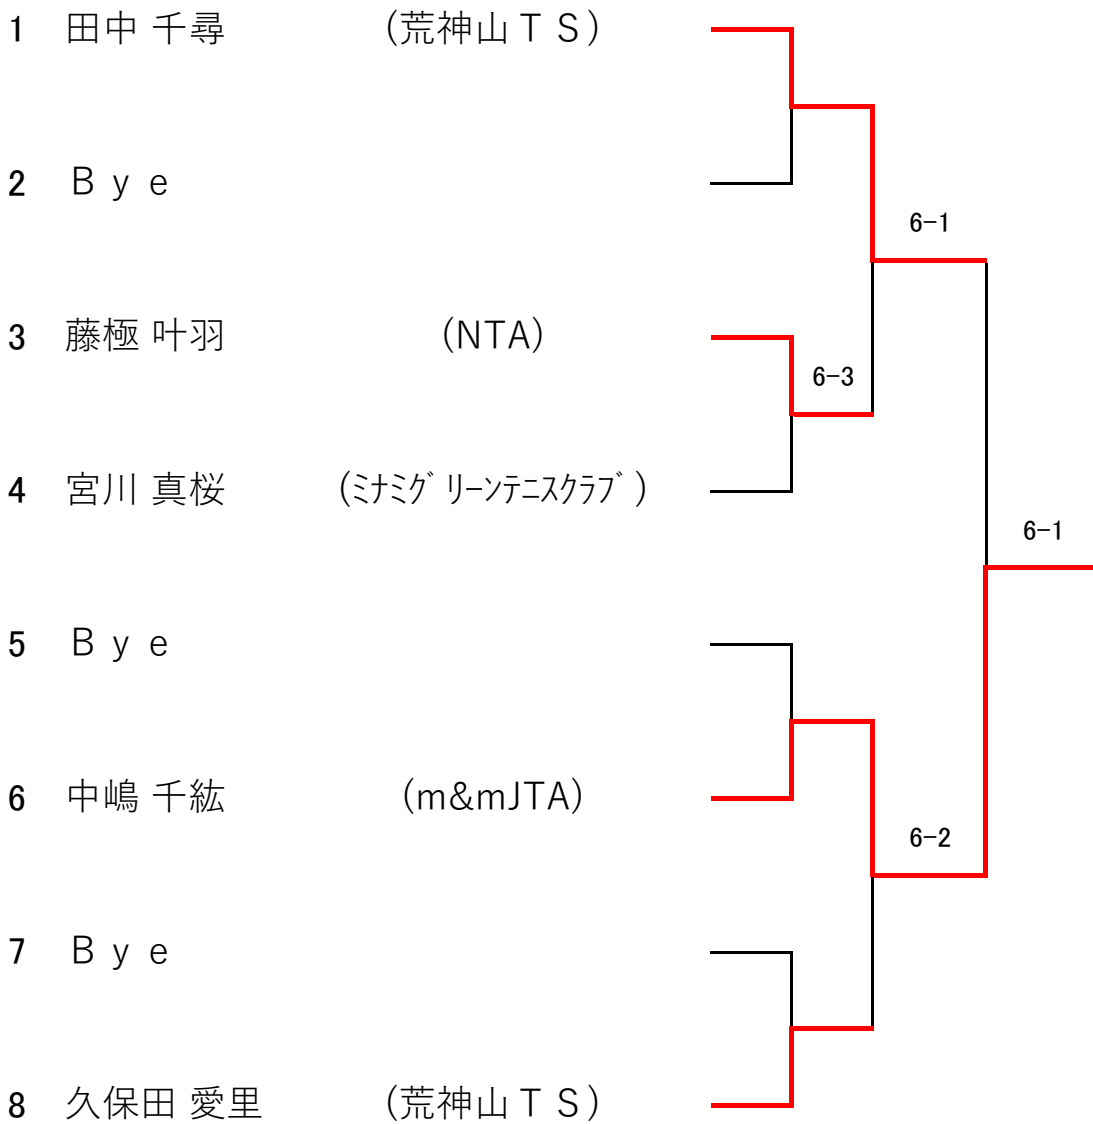 1 田中 千尋 (荒神山ＴＳ)
2 Ｂｙｅ
6-1
3 藤極 叶羽 (NTA)
6-3
4 宮川 真桜 (ﾐﾅﾐｸﾞﾘｰﾝﾃﾆｽｸﾗﾌﾞ)
6-1
5 Ｂｙｅ
6 中嶋 千紘 (m&mJTA)
6-2
7 Ｂｙｅ
8 久保田 愛里 (荒神山ＴＳ)